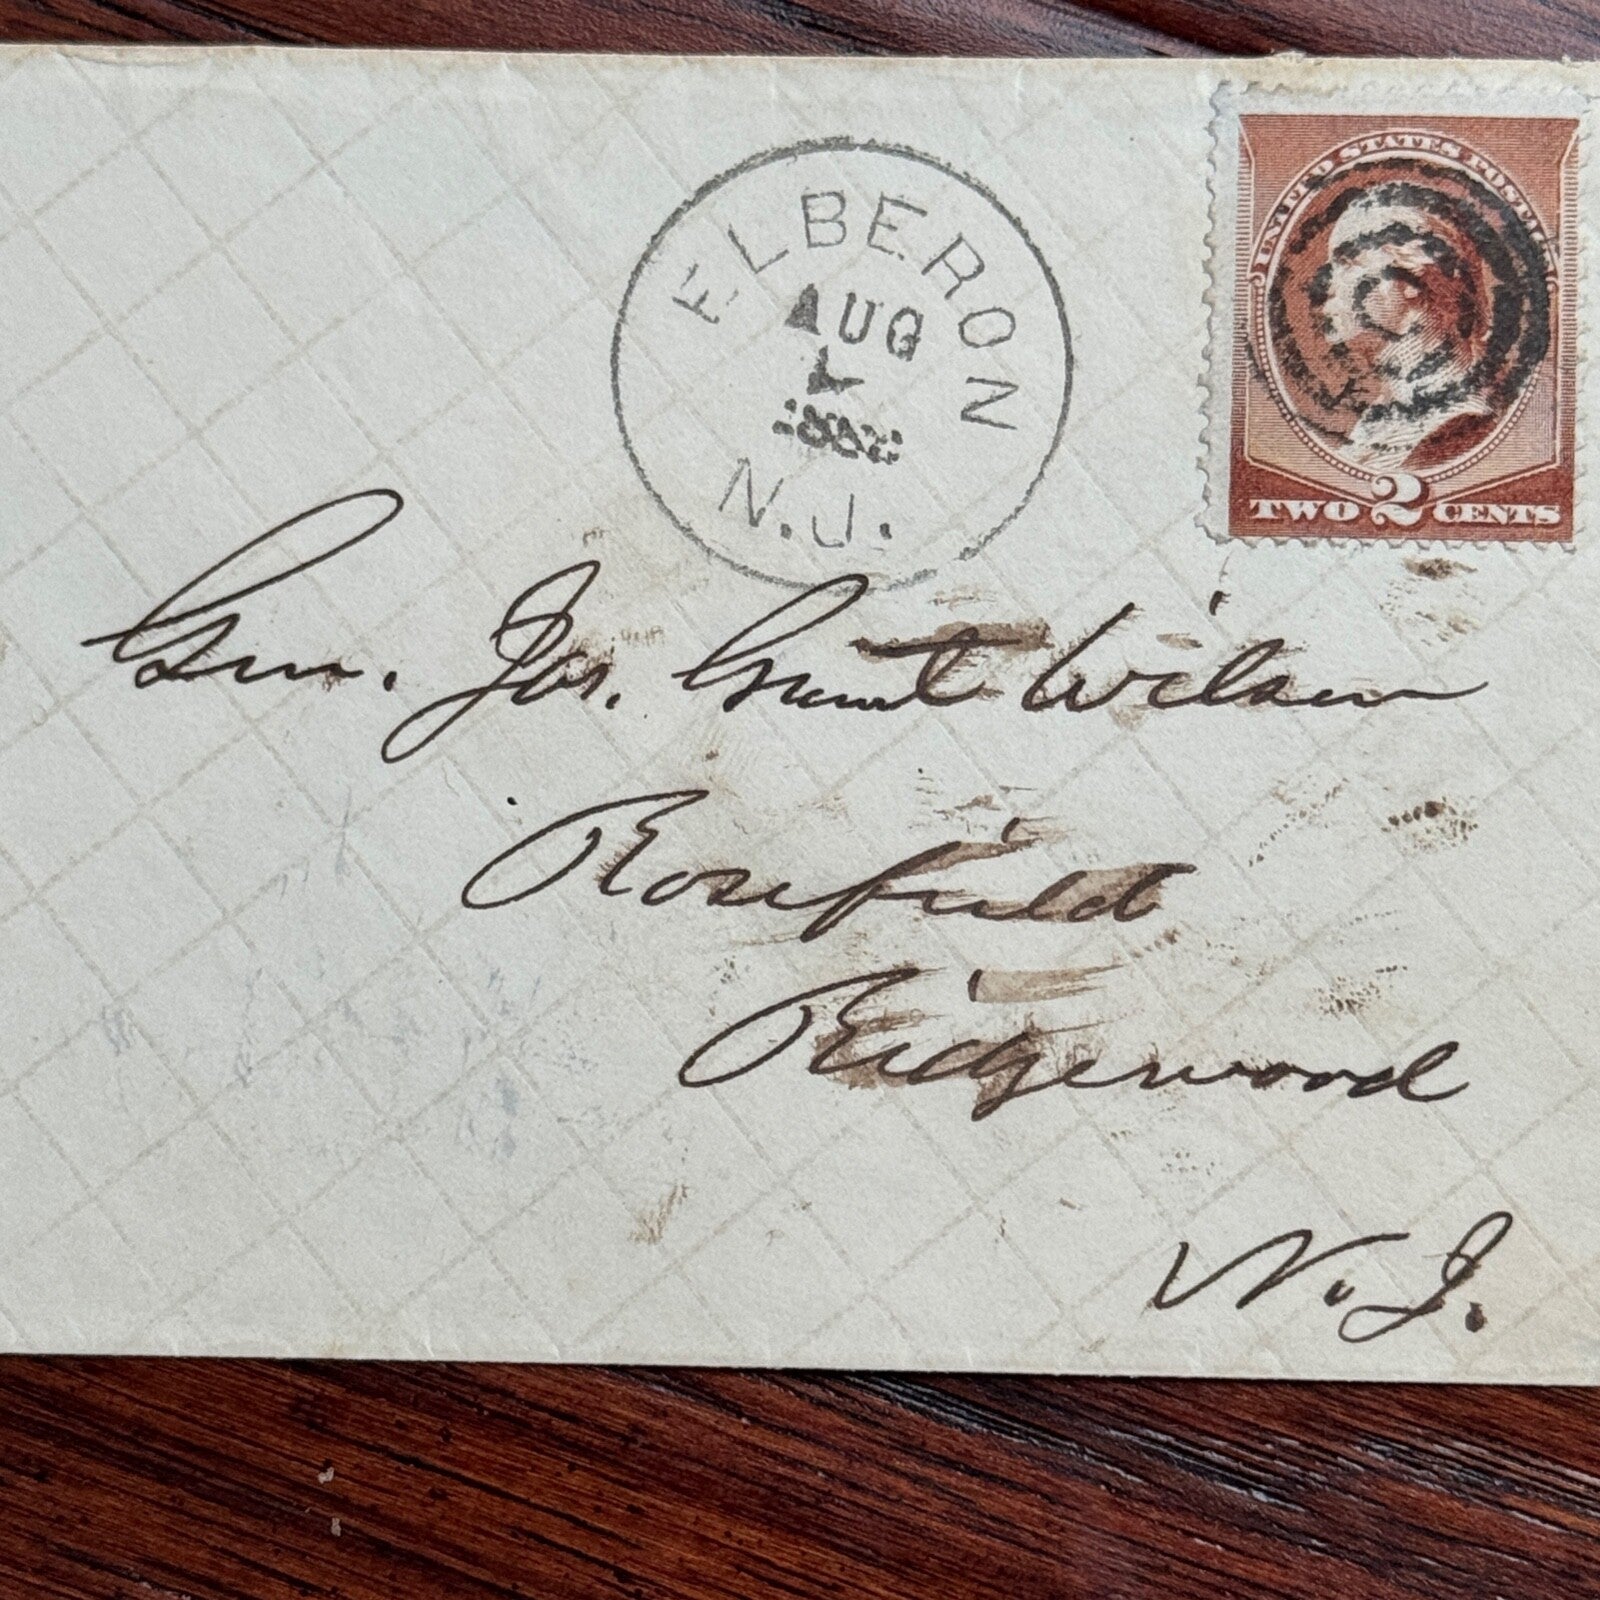 ELBERON
AUG
N.J.
UNITED STATES POSTAGE
TWO 2 CENTS
Gen. Jas. Grant Wilson
Rosefield
Ridgewood
N.J.